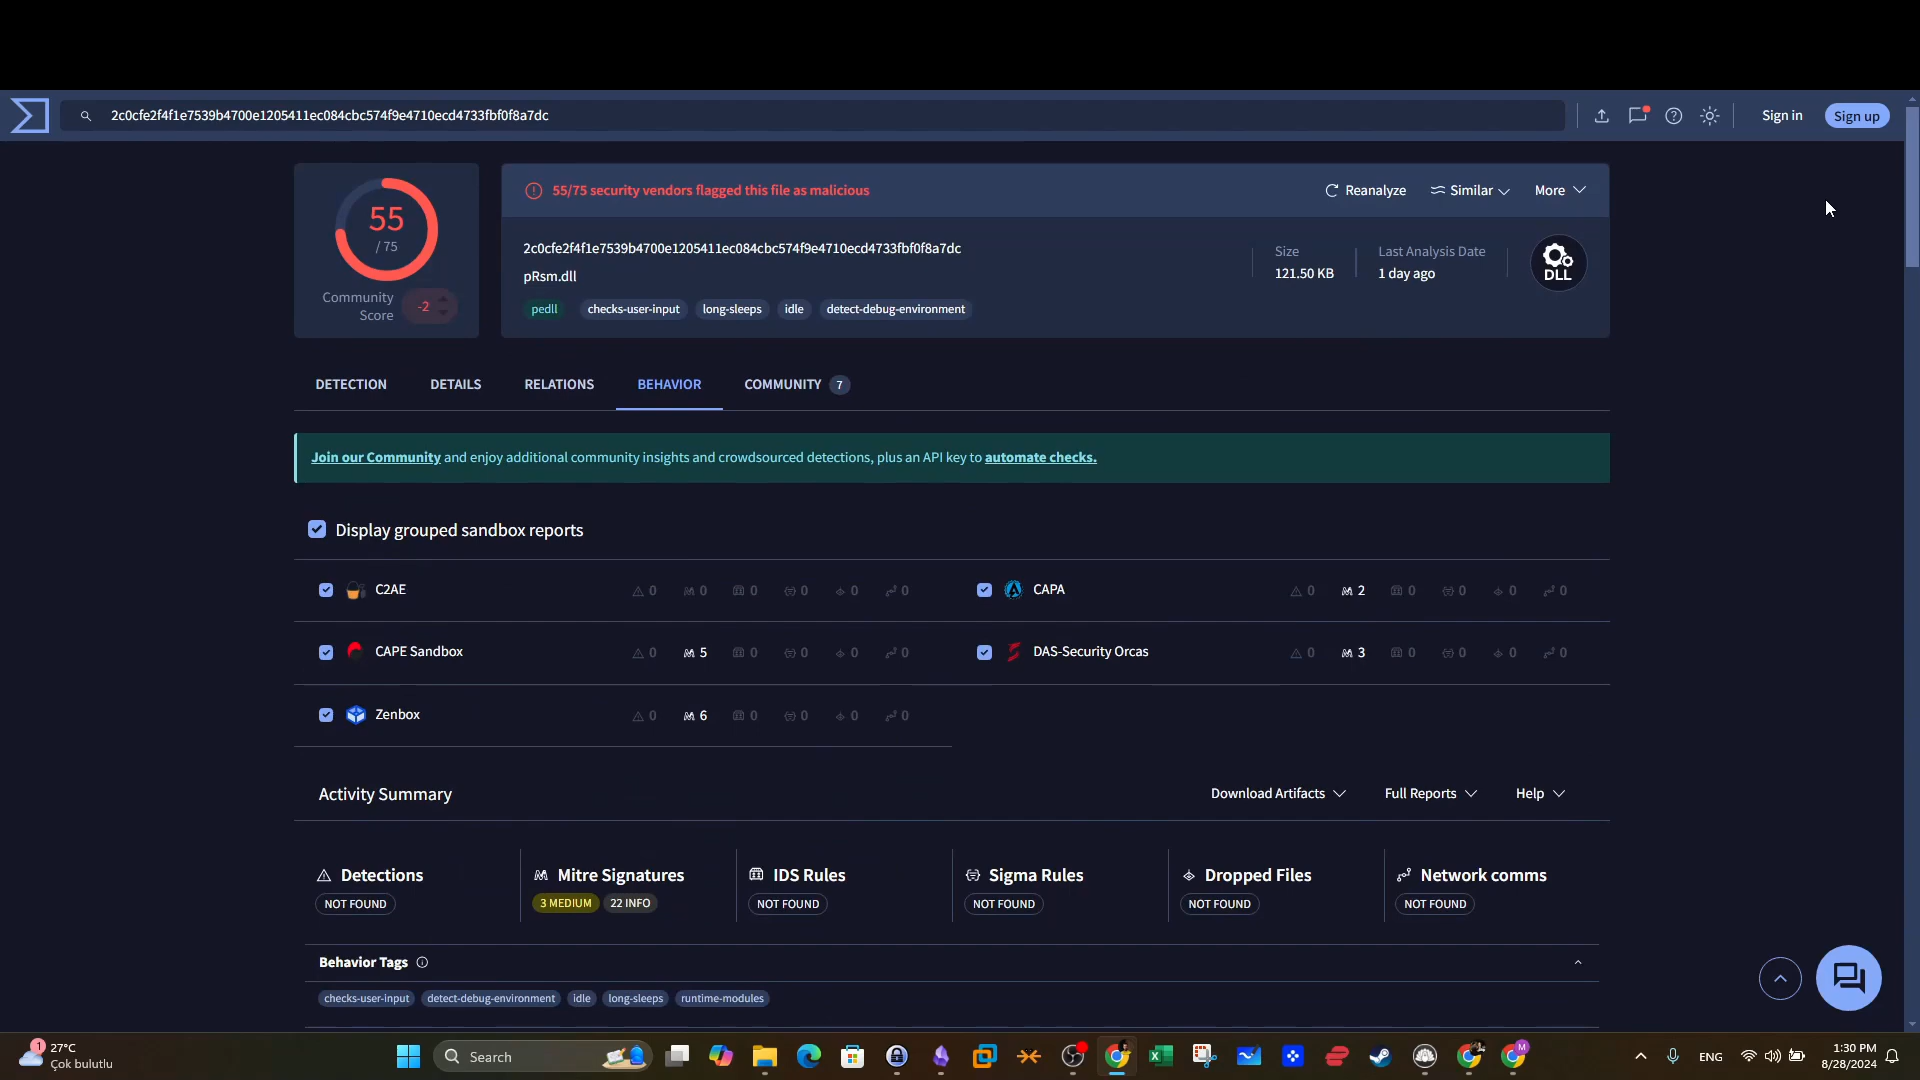 2c0cfe2f4f1e7539b4700e1205411ec084cbc574f9e4710ecd4733fbf0f8a7dc
Sign in
Sign up
55
/ 75
Community Score
-2
55/75 security vendors flagged this file as malicious
Reanalyze
Similar
More
2c0cfe2f4f1e7539b4700e1205411ec084cbc574f9e4710ecd4733fbf0f8a7dc
pRsm.dll
Size
121.50 KB
Last Analysis Date
1 day ago
DLL
pedll
checks-user-input
long-sleeps
idle
detect-debug-environment
DETECTION
DETAILS
RELATIONS
BEHAVIOR
COMMUNITY 7
Join our Community and enjoy additional community insights and crowdsourced detections, plus an API key to automate checks.
Display grouped sandbox reports
C2AE 0 0 0 0 0 0
CAPA 0 2 0 0 0 0
CAPE Sandbox 0 5 0 0 0 0
DAS-Security Orcas 0 3 0 0 0 0
Zenbox 0 6 0 0 0 0
Activity Summary
Download Artifacts
Full Reports
Help
Detections
NOT FOUND
Mitre Signatures
3 MEDIUM 22 INFO
IDS Rules
NOT FOUND
Sigma Rules
NOT FOUND
Dropped Files
NOT FOUND
Network comms
NOT FOUND
Behavior Tags
checks-user-input
detect-debug-environment
idle
long-sleeps
runtime-modules
1
27°C
Çok bulutlu
Search
M
ENG
1:30 PM
8/28/2024